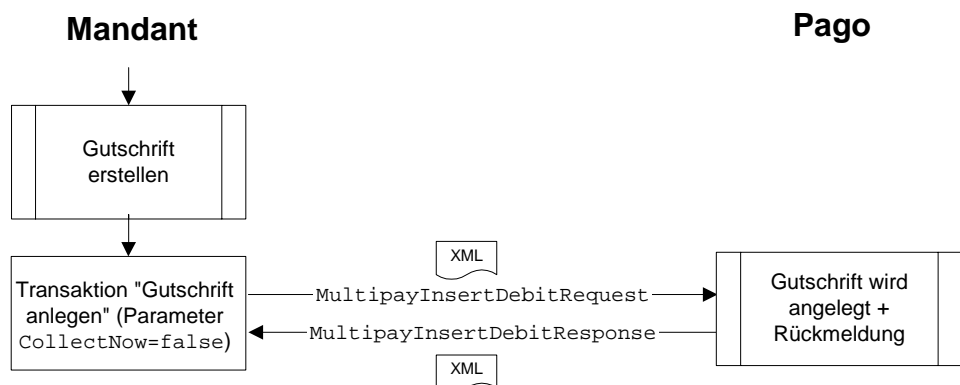 Mandant
Pago
Gutschrift
erstellen
XML
Transaktion "Gutschrift
anlegen" (Parameter
CollectNow=false)
MultipayInsertDebitRequest
MultipayInsertDebitResponse
Gutschrift wird
angelegt +
Rückmeldung
XML